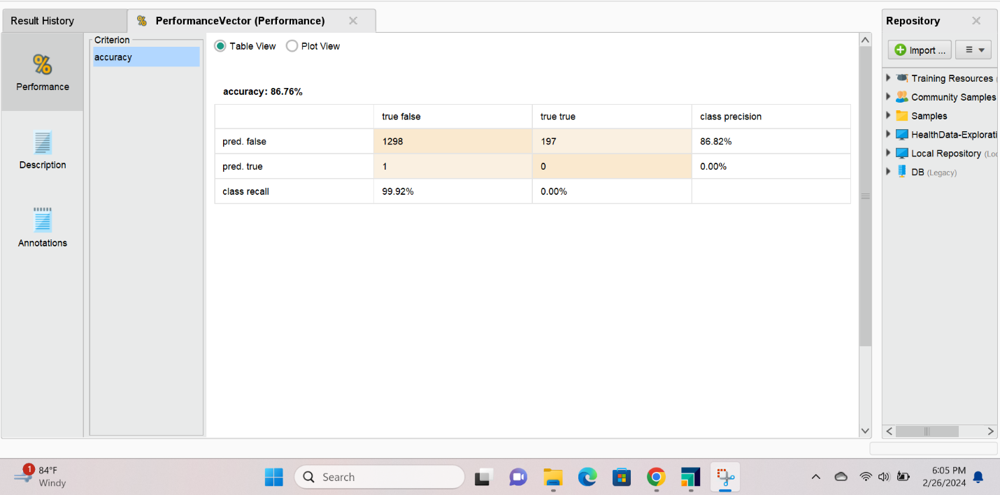 Result History
PerformanceVector (Performance)
Repository
Criterion
accuracy
Table View
Plot View
Import ...
Performance
Training Resources
accuracy: 86.76%
Community Samples
true false true true class precision
Samples
pred. false 1298 197 86.82%
HealthData-Explorati
Local Repository (Loc
pred. true 1 0 0.00%
Description
DB (Legacy)
class recall 99.92% 0.00%
Annotations
1
84°F
Windy
Search
6:05 PM
2/26/2024